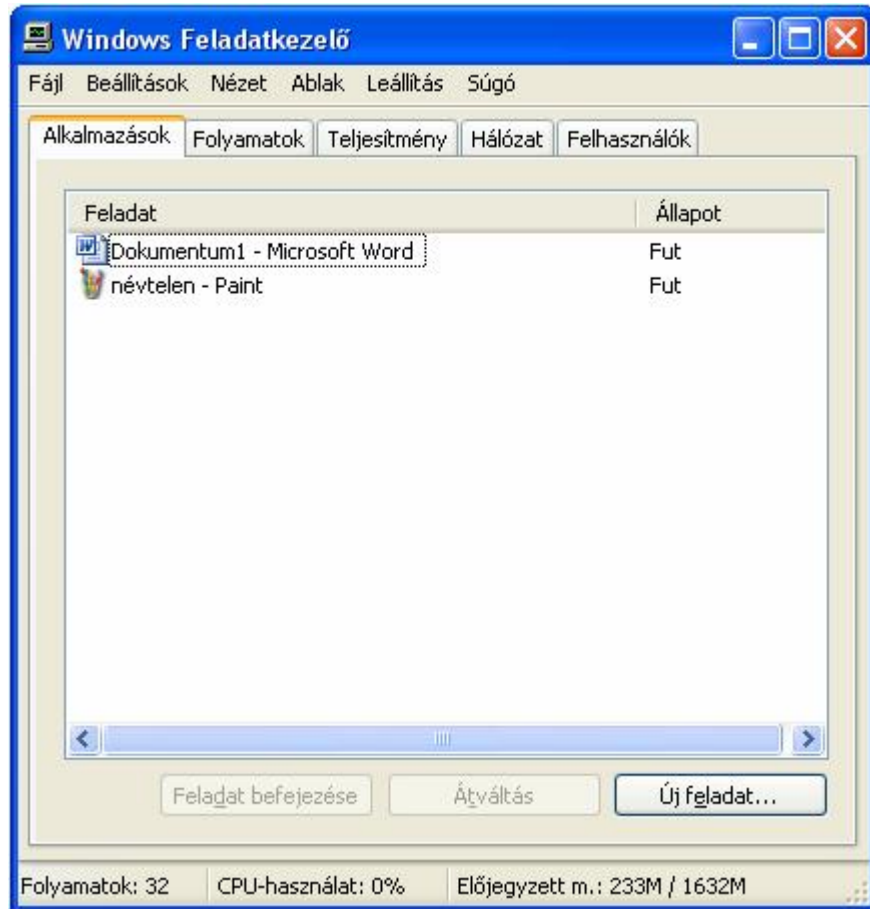 Windows Feladatkezelő
Fájl Beállítások Nézet Ablak Leállítás Súgó
Alkalmazások Folyamatok Teljesítmény Hálózat Felhasználók
Feladat Állapot
Dokumentum1 - Microsoft Word Fut
névtelen - Paint Fut
Feladat befejezése Átváltás Új feladat...
Folyamatok: 32 CPU-használat: 0% Előjegyzett m.: 233M / 1632M